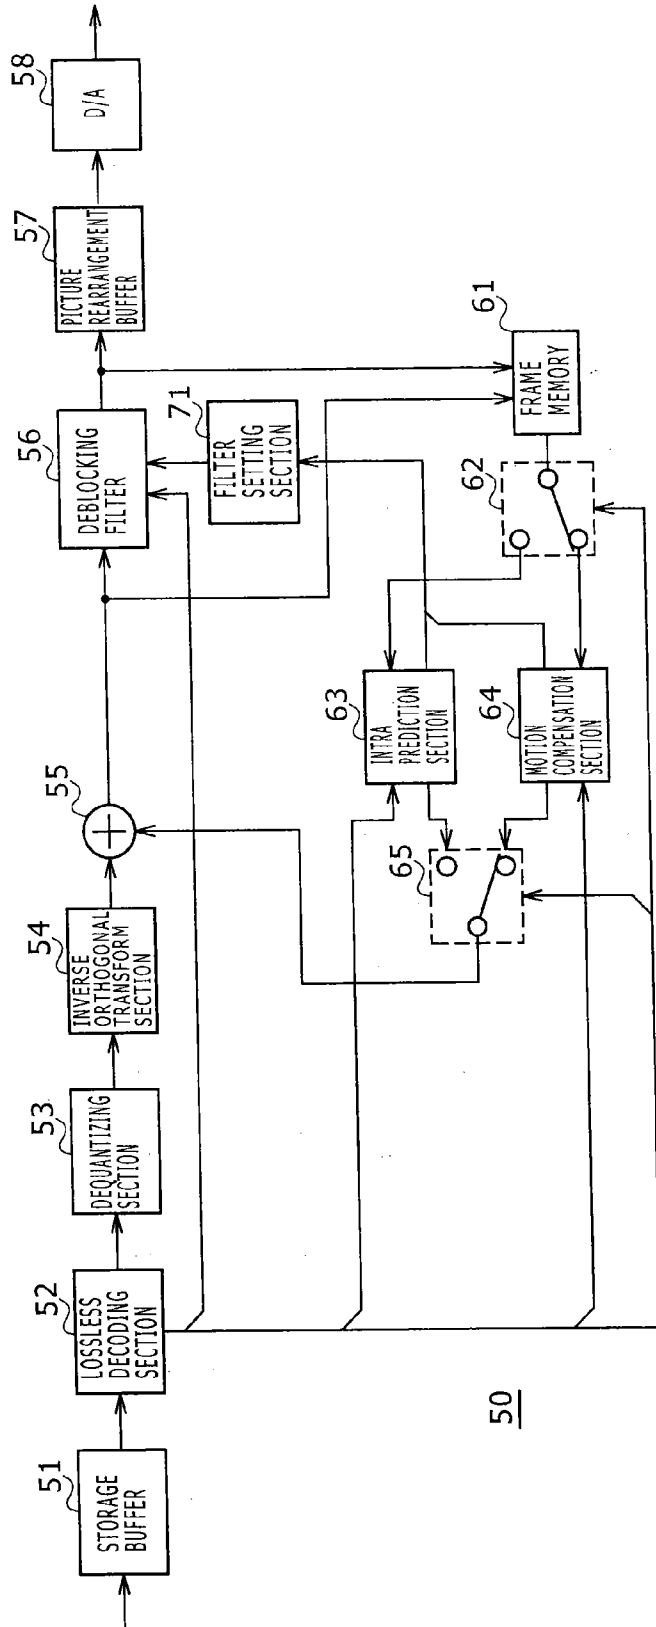 51
STORAGE
BUFFER
52
LOSSLESS
DECODING
SECTION
53
DEQUANTIZING
SECTION
54
INVERSE
ORTHOGONAL
TRANSFORM
SECTION
55
56
DEBLOCKING
FILTER
57
PICTURE
REARRANGEMENT
BUFFER
58
D/A
71
FILTER
SETTING
SECTION
61
FRAME
MEMORY
62
63
INTRA
PREDICTION
SECTION
64
MOTION
COMPENSATION
SECTION
65
50